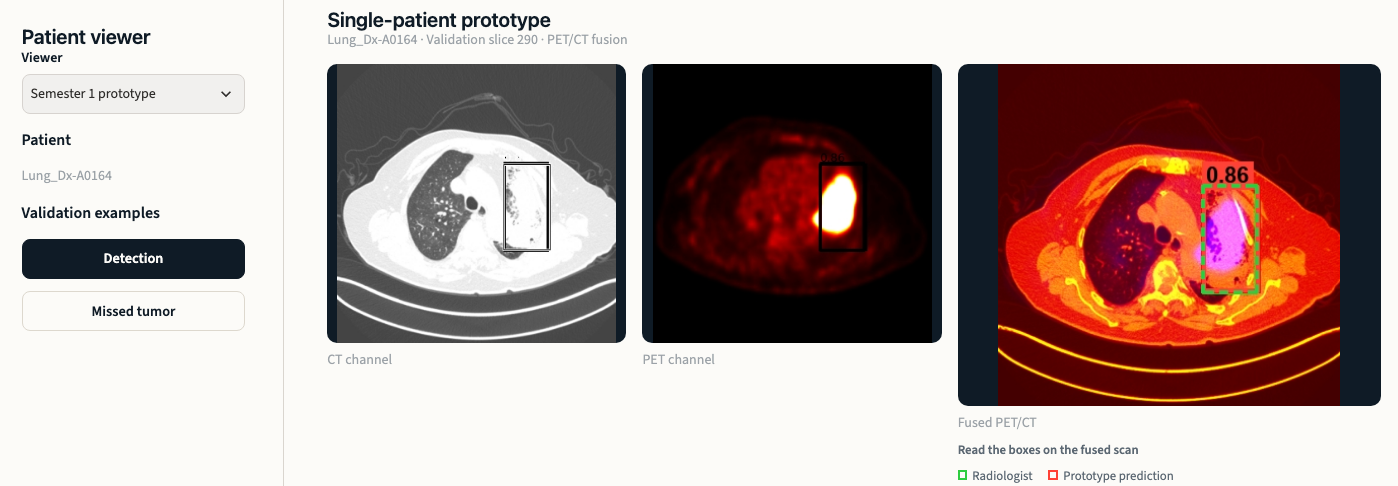 Patient viewer
Viewer
Semester 1 prototype
Patient
Lung_Dx-A0164
Validation examples
Detection
Missed tumor
Single-patient prototype
Lung_Dx-A0164 · Validation slice 290 · PET/CT fusion
CT channel
PET channel
0.86
Fused PET/CT
Read the boxes on the fused scan
Radiologist
Prototype prediction